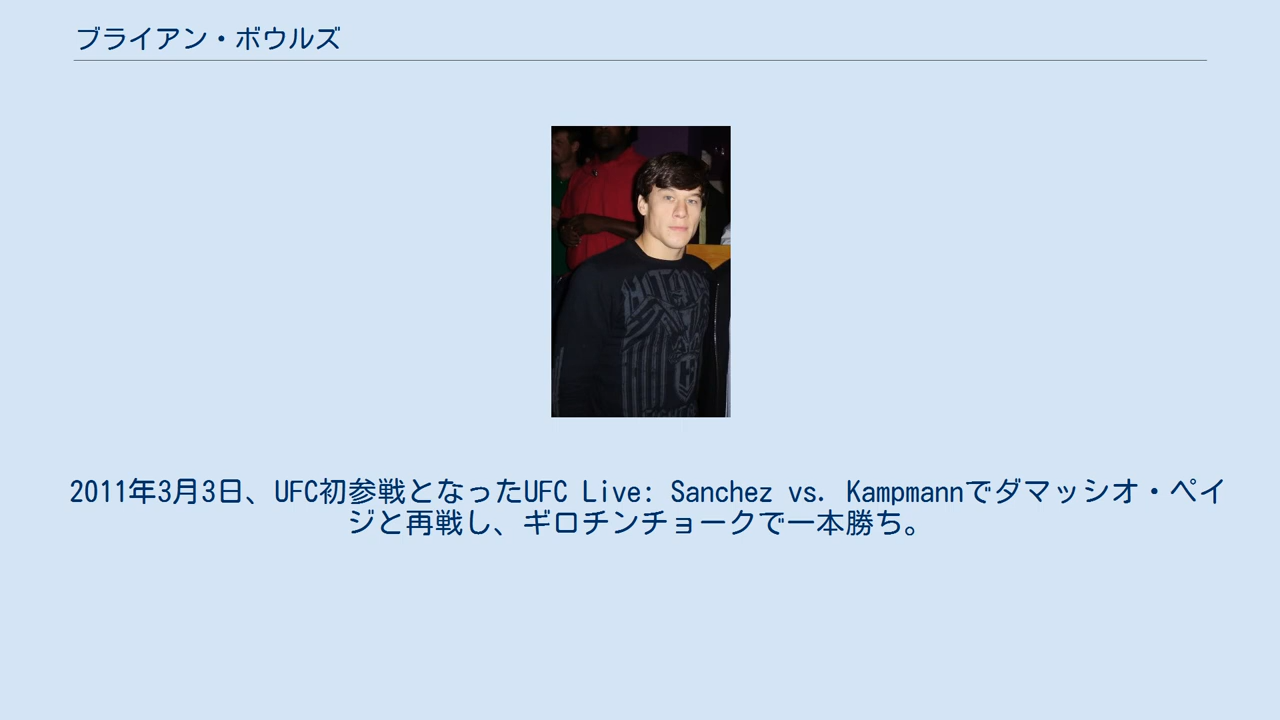 ブライアン・ボウルズ
2011年3月3日、UFC初参戦となったUFC Live: Sanchez vs. Kampmannでダマッシオ・ペイ
ジと再戦し、ギロチンチョークで一本勝ち。